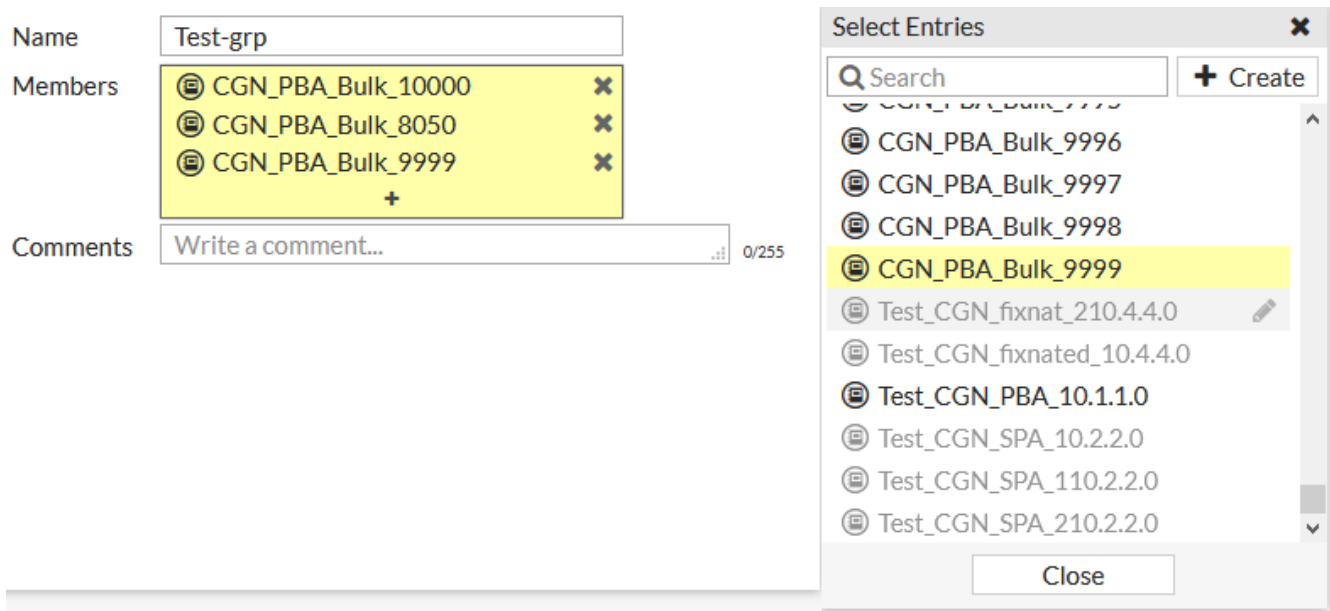 Name
Test-grp
Members
CGN_PBA_Bulk_10000
CGN_PBA_Bulk_8050
CGN_PBA_Bulk_9999
Comments
Write a comment...
0/255
Select Entries
Search
Create
CGN_PBA_Bulk_9995
CGN_PBA_Bulk_9996
CGN_PBA_Bulk_9997
CGN_PBA_Bulk_9998
CGN_PBA_Bulk_9999
Test_CGN_fixnat_210.4.4.0
Test_CGN_fixnated_10.4.4.0
Test_CGN_PBA_10.1.1.0
Test_CGN_SPA_10.2.2.0
Test_CGN_SPA_110.2.2.0
Test_CGN_SPA_210.2.2.0
Close